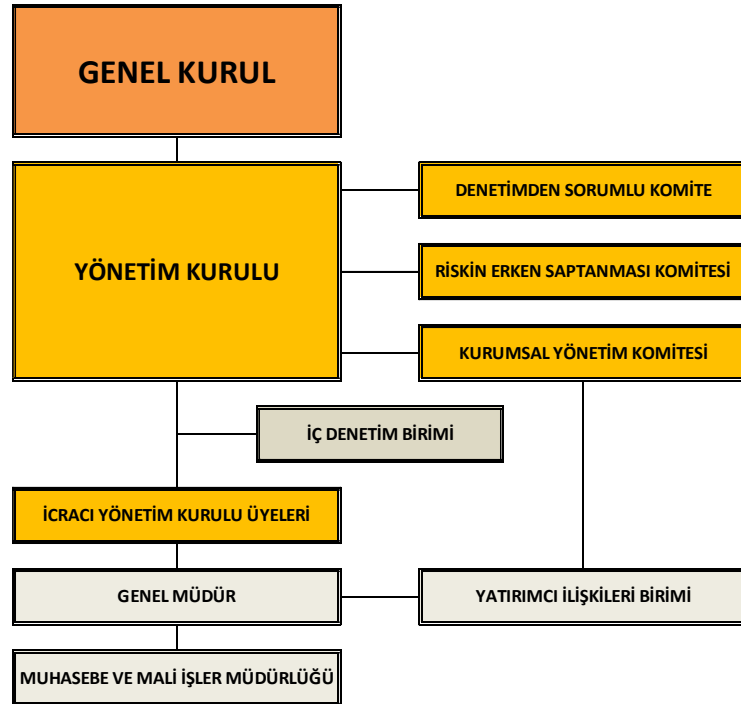 GENEL KURUL
YÖNETİM KURULU
DENETİMDEN SORUMLU KOMİTE
RİSKİN ERKEN SAPTANMASI KOMİTESİ
KURUMSAL YÖNETİM KOMİTESİ
İÇ DENETİM BİRİMİ
İCRACI YÖNETİM KURULU ÜYELERİ
GENEL MÜDÜR
YATIRIMCI İLİŞKİLERİ BİRİMİ
MUHASEBE VE MALİ İŞLER MÜDÜRLÜĞÜ